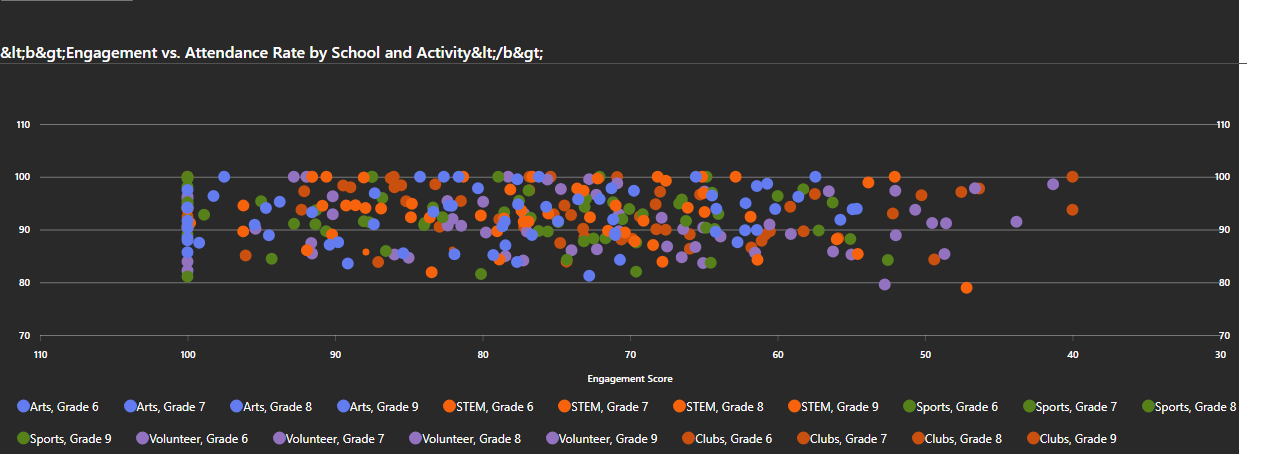 &lt;b&gt;Engagement vs. Attendance Rate by School and Activity&lt;/b&gt;
110 110
100 100
90 90
80 80
70 70
110 100 90 80 70 60 50 40 30
Engagement Score
Arts, Grade 6 Arts, Grade 7 Arts, Grade 8 Arts, Grade 9 STEM, Grade 6 STEM, Grade 7 STEM, Grade 8 STEM, Grade 9 Sports, Grade 6 Sports, Grade 7 Sports, Grade 8
Sports, Grade 9 Volunteer, Grade 6 Volunteer, Grade 7 Volunteer, Grade 8 Volunteer, Grade 9 Clubs, Grade 6 Clubs, Grade 7 Clubs, Grade 8 Clubs, Grade 9